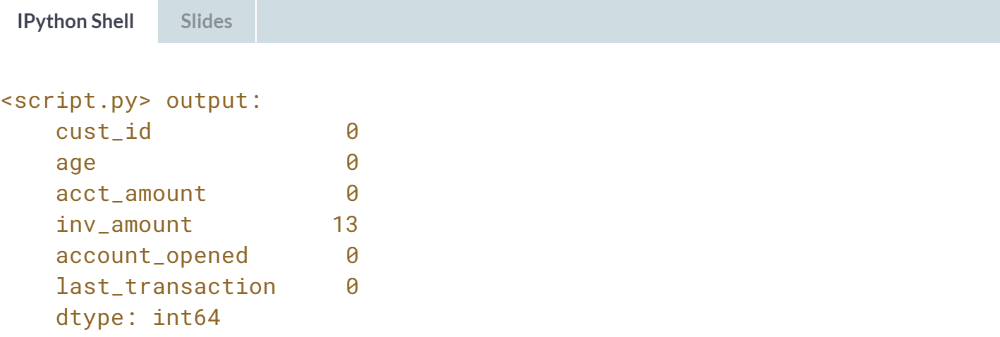 IPython Shell Slides
<script.py> output:
cust_id 0
age 0
acct_amount 0
inv_amount 13
account_opened 0
last_transaction 0
dtype: int64